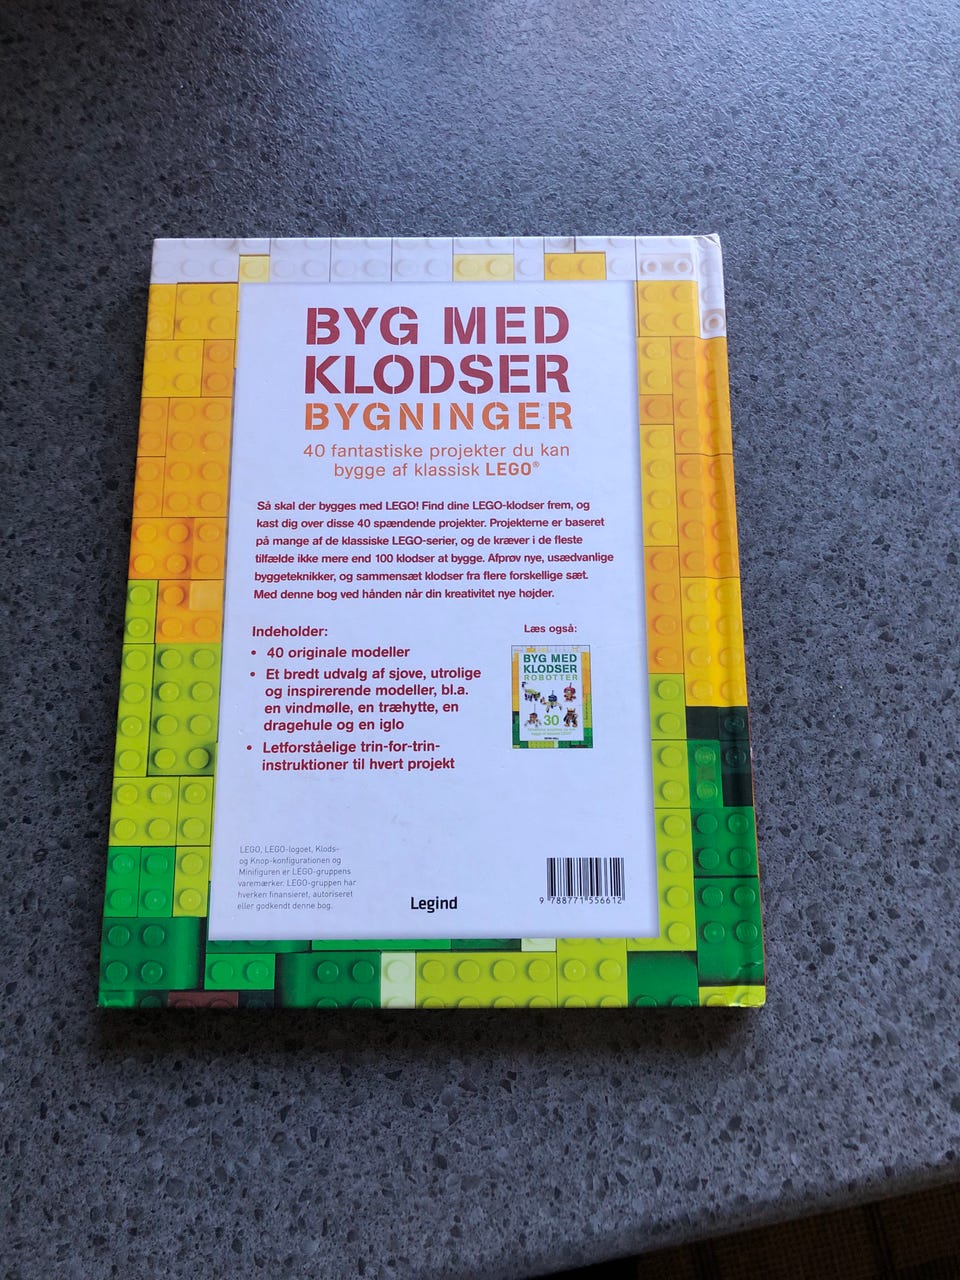 BYG MED
KLODSER
BYGNINGER
40 fantastiske projekter du kan
bygge af klassisk LEGO®
Så skal der bygges med LEGO! Find dine LEGO-klodser frem, og
kast dig over disse 40 spændende projekter. Projekterne er baseret
på mange af de klassiske LEGO-serier, og de kræver i de fleste
tilfælde ikke mere end 100 klodser at bygge. Afprøv nye, usædvanlige
byggeteknikker, og sammensæt klodser fra flere forskellige sæt.
Med denne bog ved hånden når din kreativitet nye højder.
Indeholder:
• 40 originale modeller
• Et bredt udvalg af sjove, utrolige
og inspirerende modeller, bl.a.
en vindmølle, en træhytte, en
dragehule og en iglo
• Letforståelige trin-for-trin-
instruktioner til hvert projekt
Læs også:
BYG MED
KLODSER
ROBOTTER
30
LEGO, LEGO-logoet, Klods-
og Knop-konfigurationen og
Minifiguren er LEGO-gruppens
varemærker. LEGO-gruppen har
hverken finansieret, autoriseret
eller godkendt denne bog.
Legind
9 788771 556612